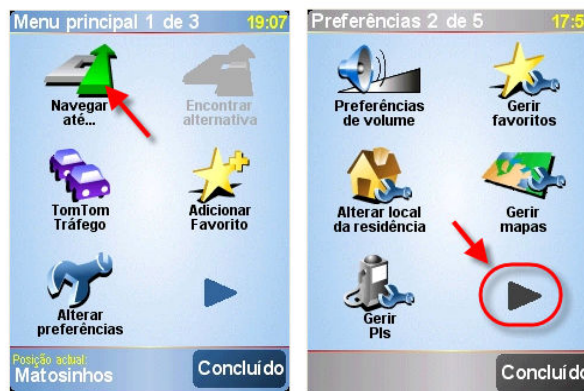 Menu principal 1 de 3 19:07
Navegar
até...
Encontrar
alternativa
TomTom
Tráfego
Adicionar
Favorito
Alterar
preferências
Posição actual:
Matosinhos
Concluído
Preferências 2 de 5 17:5
Preferências
de volume
Gerir
favoritos
Alterar local
da residência
Gerir
mapas
Gerir
PIs
Concluído